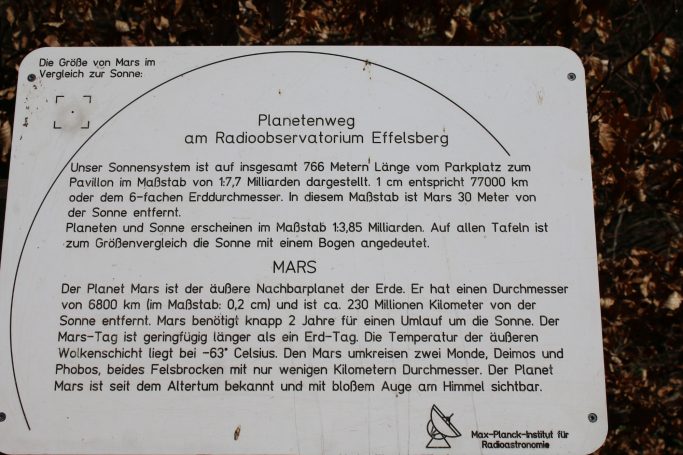 Die Größe von Mars im
Vergleich zur Sonne:
Planetenweg
am Radioobservatorium Effelsberg
Unser Sonnensystem ist auf insgesamt 766 Metern Länge vom Parkplatz zum
Pavillon im Maßstab von 1:7,7 Milliarden dargestellt. 1 cm entspricht 77000 km
oder dem 6-fachen Erddurchmesser. In diesem Maßstab ist Mars 30 Meter von
der Sonne entfernt.
Planeten und Sonne erscheinen im Maßstab 1:3,85 Milliarden. Auf allen Tafeln ist
zum Größenvergleich die Sonne mit einem Bogen angedeutet.
MARS
Der Planet Mars ist der äußere Nachbarplanet der Erde. Er hat einen Durchmesser
von 6800 km (im Maßstab: 0,2 cm) und ist ca. 230 Millionen Kilometer von der
Sonne entfernt. Mars benötigt knapp 2 Jahre für einen Umlauf um die Sonne. Der
Mars-Tag ist geringfügig länger als ein Erd-Tag. Die Temperatur der äußeren
Wolkenschicht liegt bei -63° Celsius. Den Mars umkreisen zwei Monde, Deimos und
Phobos, beides Felsbrocken mit nur wenigen Kilometern Durchmesser. Der Planet
Mars ist seit dem Altertum bekannt und mit bloßem Auge am Himmel sichtbar.
Max-Planck-Institut für
Radioastronomie